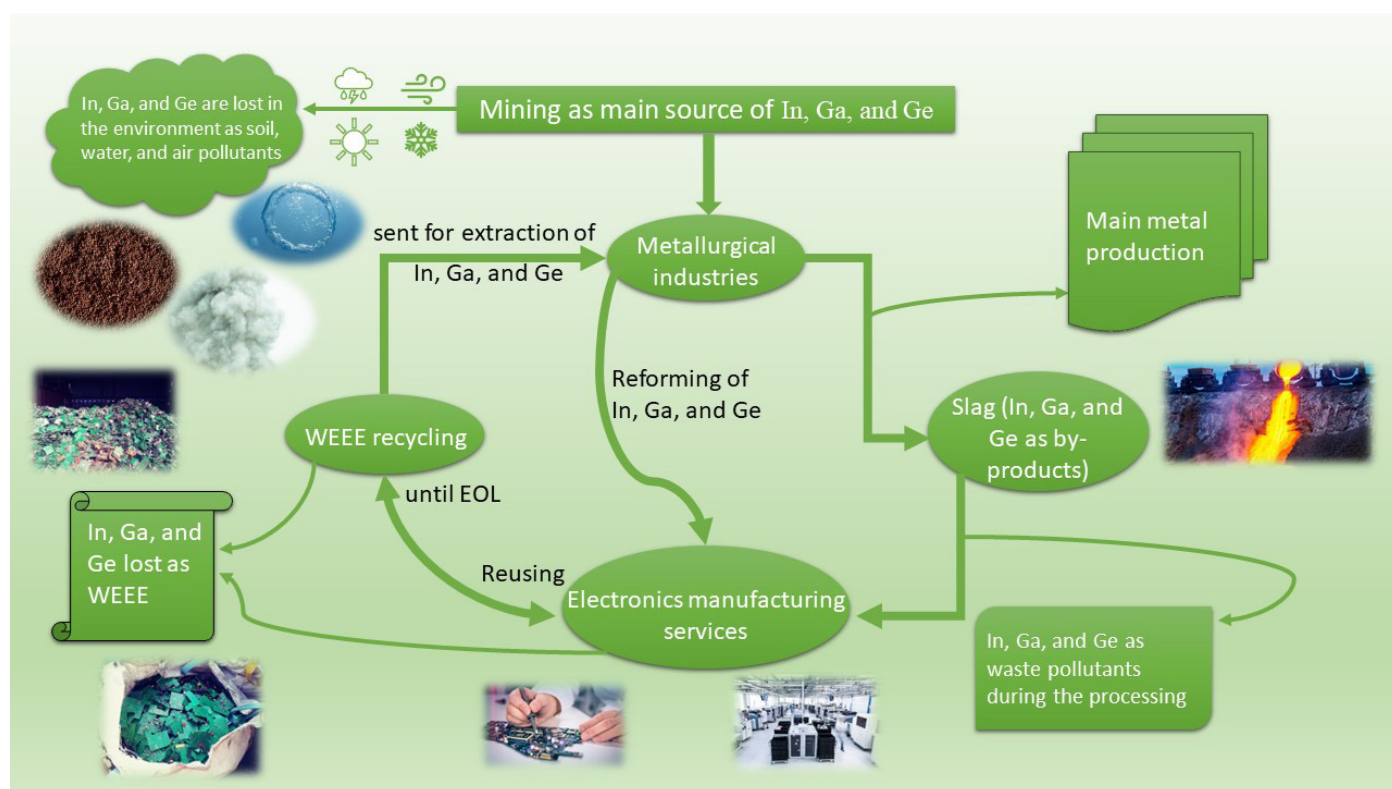 Mining as main source of In, Ga, and Ge
In, Ga, and Ge are lost in
the environment as soil,
water, and air pollutants
Main metal
production
sent for extraction of
In, Ga, and Ge
Metallurgical
industries
Reforming of
In, Ga, and Ge
Slag (In, Ga, and
Ge as by-
products)
WEEE recycling
until EOL
In, Ga, and
Ge lost as
WEEE
Reusing
Electronics manufacturing
services
In, Ga, and Ge as
waste pollutants
during the processing